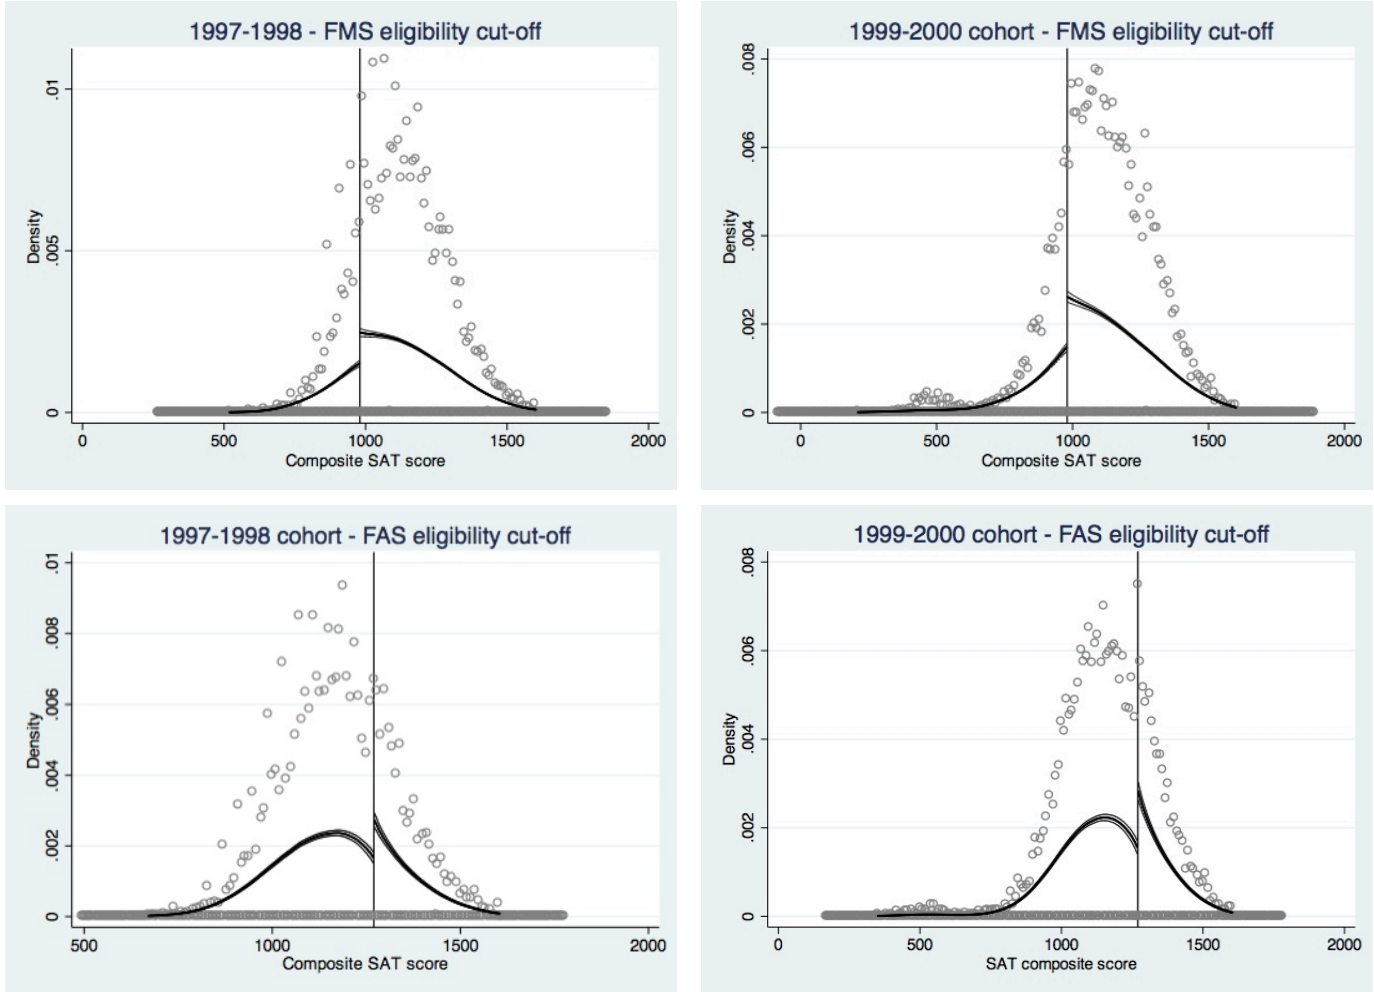 1997-1998 - FMS eligibility cut-off
Density
.01
.005
0
0 500 1000 1500 2000
Composite SAT score
1999-2000 cohort - FMS eligibility cut-off
Density
.008
.006
.004
.002
0
0 500 1000 1500 2000
Composite SAT score
1997-1998 cohort - FAS eligibility cut-off
Density
.01
.008
.006
.004
.002
0
500 1000 1500 2000
Composite SAT score
1999-2000 cohort - FAS eligibility cut-off
Density
.008
.006
.004
.002
0
0 500 1000 1500 2000
SAT composite score